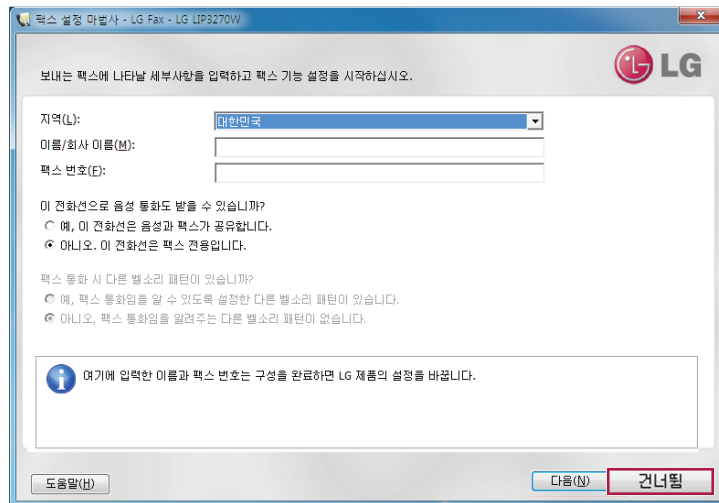 팩스 설정 마법사 - LG Fax - LG LIP3270W
LG
보내는 팩스에 나타날 세부사항을 입력하고 팩스 기능 설정을 시작하십시오.
지역(L): 대한민국
이름/회사 이름(M):
팩스 번호(F):
이 전화선으로 음성 통화도 받을 수 있습니까?
예, 이 전화선은 음성과 팩스가 공유합니다.
아니오. 이 전화선은 팩스 전용입니다.
팩스 통화 시 다른 벨소리 패턴이 있습니까?
예, 팩스 통화임을 알 수 있도록 설정한 다른 벨소리 패턴이 있습니다.
아니오, 팩스 통화임을 알려주는 다른 벨소리 패턴이 없습니다.
여기에 입력한 이름과 팩스 번호는 구성을 완료하면 LG 제품의 설정을 바꿉니다.
도움말(H) 다음(N) 건너뜀